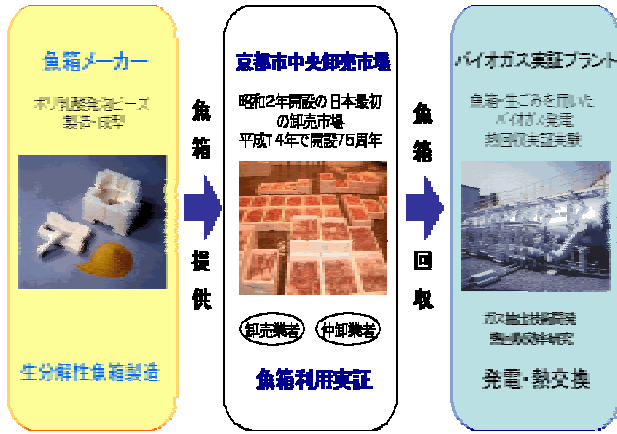 魚箱メーカー
ポリ乳酸発泡ビーズ
製造・成型
生分解性魚箱製造
魚箱提供
京都市中央卸売市場
昭和2年開設の日本最初
の卸売市場
平成14年で開設75周年
卸売業者
仲卸業者
魚箱利用実証
魚箱回収
バイオガス実証プラント
魚箱・生ごみを用いた
バイオガス発電
熱回収実証実験
発電・熱交換